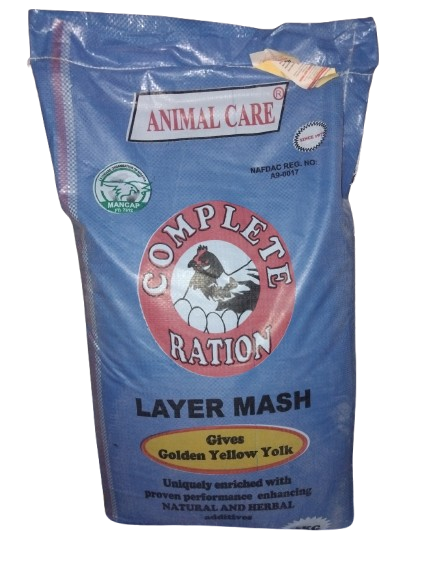 ANIMAL CARE®
NAFDAC REG. NO:
A9-0017
MANCAP
COMPLETE
RATION
LAYER MASH
Gives
Golden Yellow Yolk
Uniquely enriched with
proven performance enhancing
NATURAL AND HERBAL
additives